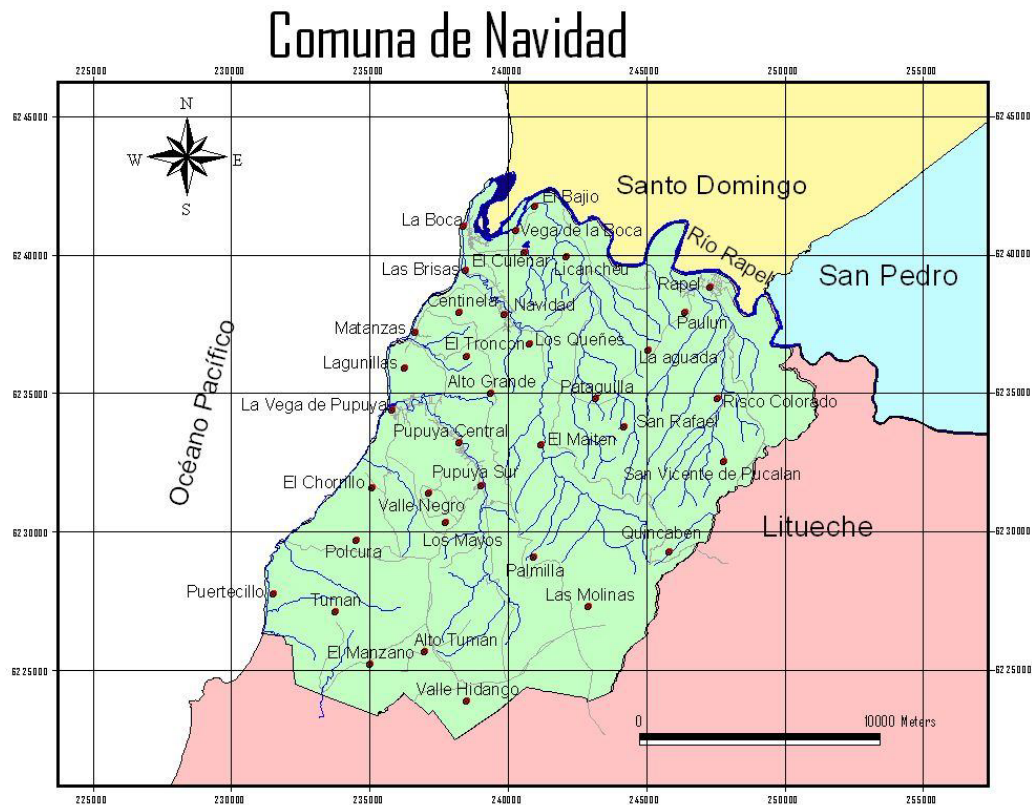 Comuna de Navidad
225000 230000 235000 240000 245000 250000 255000
6245000 6245000
N
W E
S
Santo Domingo
El Bajio
La Boca
Vega de la Boca
Río Rapel
6240000 6240000
El Culenar
Licancheu
Las Brisas
San Pedro
Rapel
Centinela
Navidad
Paulun
Matanzas
El Troncon
Los Queñes
La aguada
Lagunillas
Alto Grande
Pataguilla
6235000 6235000
La Vega de Pupuya
Risco Colorado
Océano Pacífico
San Rafael
Pupuya Central
El Maiten
Pupuya Sur
San Vicente de Pucalan
El Chorrillo
Valle Negro
Litueche
6230000 6230000
Los Mayos
Quincaben
Polcura
Palmilla
Puertecillo
Tuman
Las Molinas
Alto Tuman
El Manzano
6225000 6225000
Valle Hidango
0 10000 Meters
225000 230000 235000 240000 245000 250000 255000